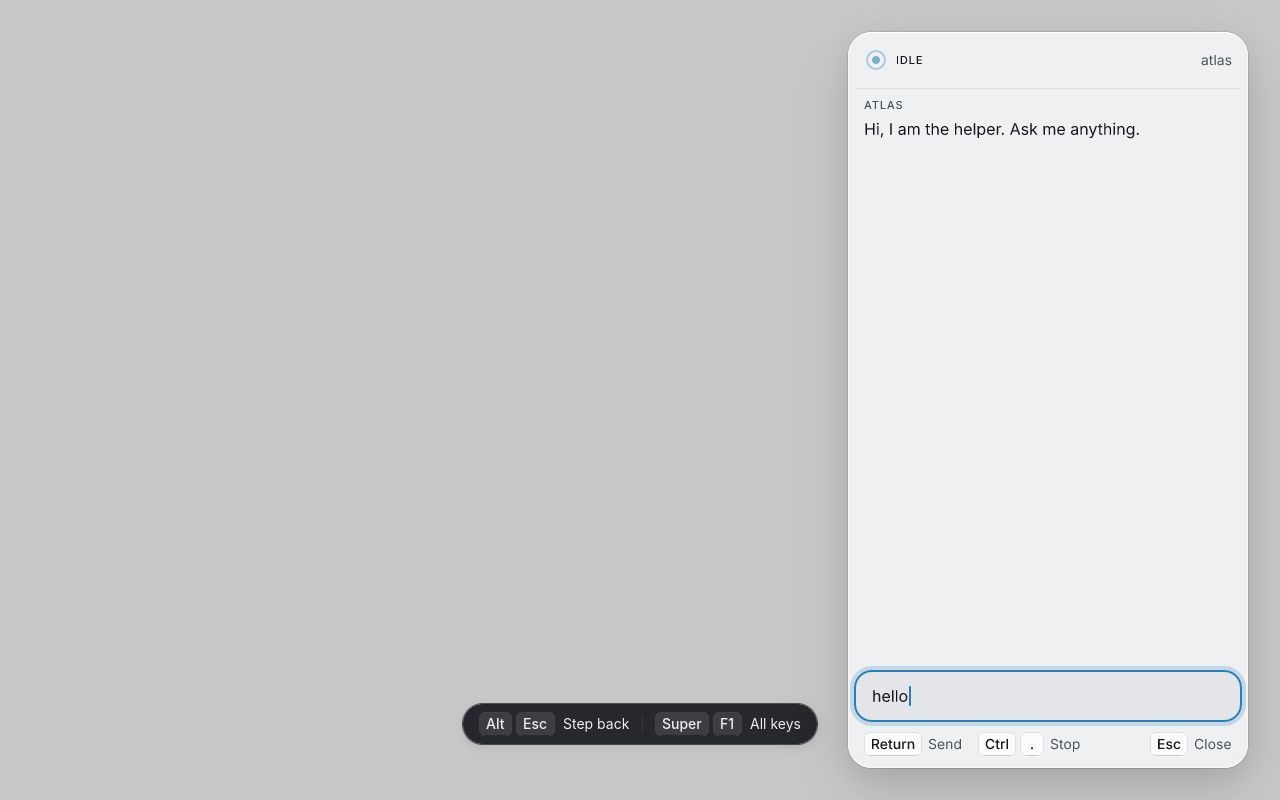 IDLE
atlas
ATLAS
Hi, I am the helper. Ask me anything.
hello
Alt Esc Step back Super F1 All keys
Return Send Ctrl . Stop Esc Close